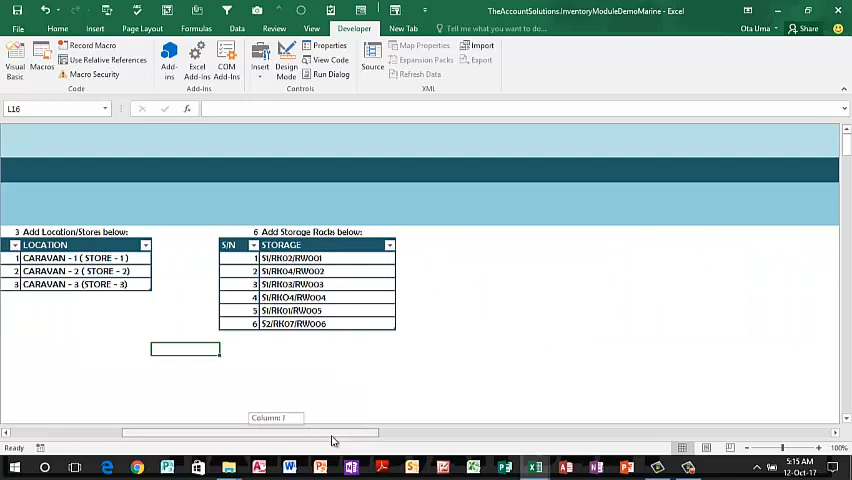 TheAccountSolutions.InventoryModuleDemoMarine - Excel
File
Home
Insert
Page Layout
Formulas
Data
Review
View
Developer
New Tab
Tell me what you want to do...
Ota Uma
Share
Visual Basic
Macros
Record Macro
Use Relative References
Macro Security
Code
Add-ins
Excel Add-Ins
COM Add-Ins
Add-Ins
Insert
Design Mode
Properties
View Code
Run Dialog
Controls
Source
Map Properties
Expansion Packs
Refresh Data
Import
Export
XML
L16
fx
3 Add Location/Stores below:
LOCATION
1 CARAVAN - 1 ( STORE - 1 )
2 CARAVAN - 2 ( STORE - 2)
3 CARAVAN - 3 (STORE - 3)
6 Add Storage Racks below:
S/N STORAGE
1 S1/RK02/RW001
2 S1/RK04/RW002
3 S1/RK03/RW003
4 S1/RKO4/RW004
5 S1/RK01/RW005
6 S2/RK07/RW006
Column: J
Ready
100%
5:15 AM
12-Oct-17